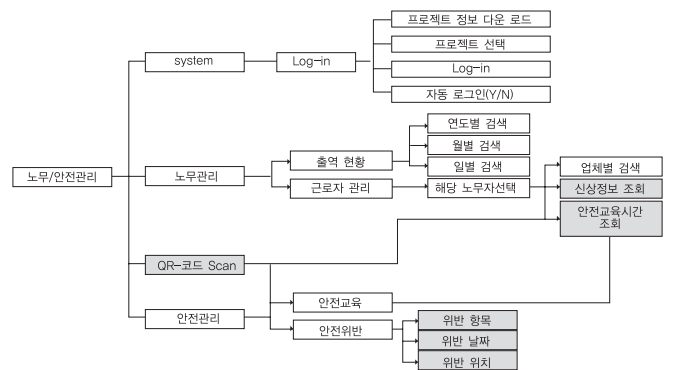 프로젝트 정보 다운 로드
프로젝트 선택
system
Log-in
Log-in
자동 로그인(Y/N)
연도별 검색
월별 검색
출역 현황
일별 검색
업체별 검색
노무/안전관리
노무관리
근로자 관리
해당 노무자선택
신상정보 조회
안전교육시간
조회
QR-코드 Scan
안전교육
안전관리
위반 항목
안전위반
위반 날짜
위반 위치